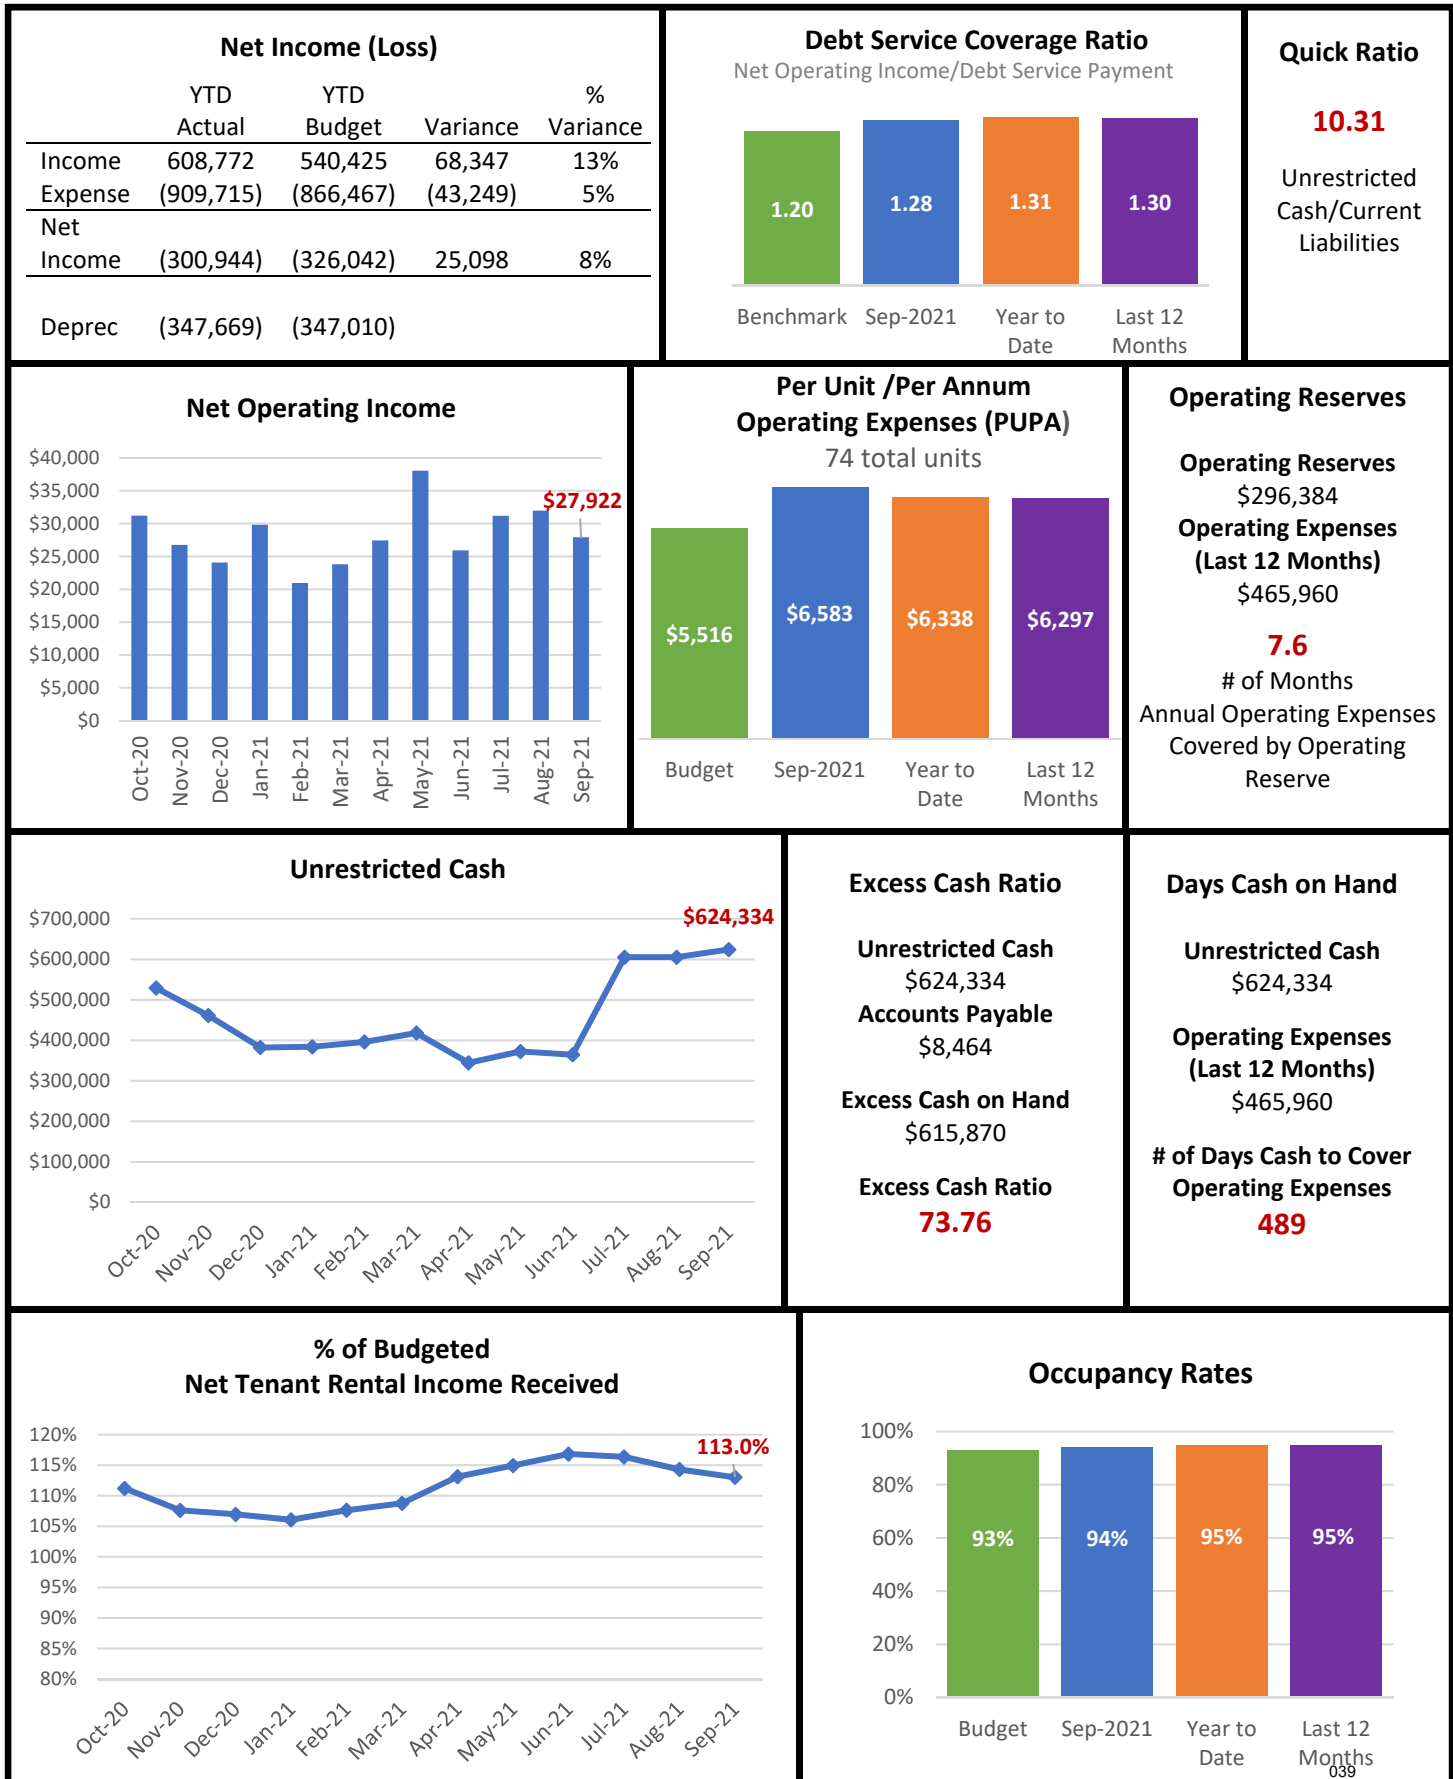 Net Income (Loss)
YTD YTD %
Actual Budget Variance Variance
Income 608,772 540,425 68,347 13%
Expense (909,715) (866,467) (43,249) 5%
Net
Income (300,944) (326,042) 25,098 8%
Deprec (347,669) (347,010)
Debt Service Coverage Ratio
Net Operating Income/Debt Service Payment
1.20 1.28 1.31 1.30
Benchmark Sep-2021 Year to Last 12
Date Months
Quick Ratio
10.31
Unrestricted
Cash/Current
Liabilities
Net Operating Income
$40,000
$35,000
$27,922
$30,000
$25,000
$20,000
$15,000
$10,000
$5,000
$0
Oct-20 Nov-20 Dec-20 Jan-21 Feb-21 Mar-21 Apr-21 May-21 Jun-21 Jul-21 Aug-21 Sep-21
Per Unit /Per Annum
Operating Expenses (PUPA)
74 total units
$5,516 $6,583 $6,338 $6,297
Budget Sep-2021 Year to Last 12
Date Months
Operating Reserves
Operating Reserves
$296,384
Operating Expenses
(Last 12 Months)
$465,960
7.6
# of Months
Annual Operating Expenses
Covered by Operating
Reserve
Unrestricted Cash
$700,000 $624,334
$600,000
$500,000
$400,000
$300,000
$200,000
$100,000
$0
Oct-20 Nov-20 Dec-20 Jan-21 Feb-21 Mar-21 Apr-21 May-21 Jun-21 Jul-21 Aug-21 Sep-21
Excess Cash Ratio
Unrestricted Cash
$624,334
Accounts Payable
$8,464
Excess Cash on Hand
$615,870
Excess Cash Ratio
73.76
Days Cash on Hand
Unrestricted Cash
$624,334
Operating Expenses
(Last 12 Months)
$465,960
# of Days Cash to Cover
Operating Expenses
489
% of Budgeted
Net Tenant Rental Income Received
120%
113.0%
115%
110%
105%
100%
95%
90%
85%
80%
Oct-20 Nov-20 Dec-20 Jan-21 Feb-21 Mar-21 Apr-21 May-21 Jun-21 Jul-21 Aug-21 Sep-21
Occupancy Rates
100%
80%
60%
40%
20%
0%
93% 94% 95% 95%
Budget Sep-2021 Year to Last 12
Date Months
039